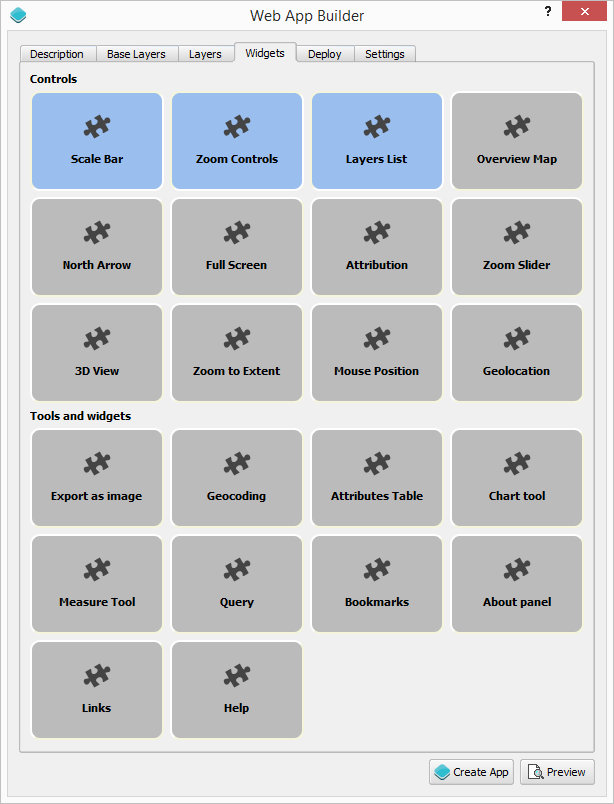 Web App Builder
?
Description Base Layers Layers Widgets Deploy Settings
Controls
Scale Bar Zoom Controls Layers List Overview Map
North Arrow Full Screen Attribution Zoom Slider
3D View Zoom to Extent Mouse Position Geolocation
Tools and widgets
Export as image Geocoding Attributes Table Chart tool
Measure Tool Query Bookmarks About panel
Links Help
Create App Preview